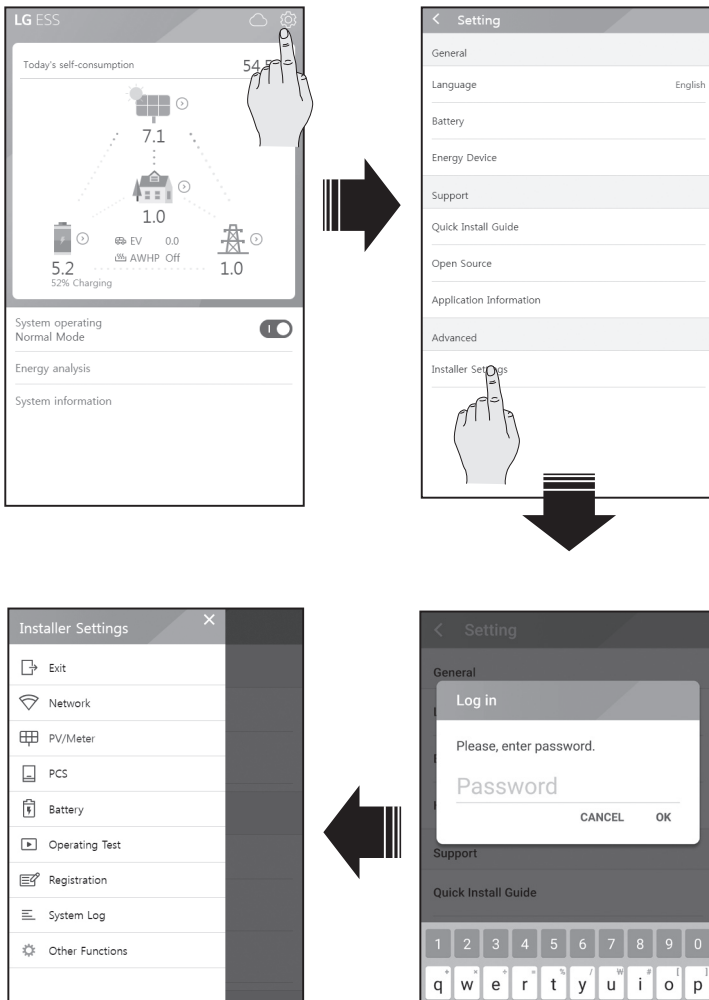 LG ESS
Today's self-consumption
7.1
1.0
EV 0.0
AWHP Off
5.2
52% Charging
1.0
System operating
Normal Mode
Energy analysis
System information
Setting
General
Language English
Battery
Energy Device
Support
Quick Install Guide
Open Source
Application Information
Advanced
Installer Settings
Setting
General
Log in
Please, enter password.
Password
CANCEL OK
Support
Quick Install Guide
1 2 3 4 5 6 7 8 9 0
q w e r t y u i o p
Installer Settings
Exit
Network
PV/Meter
PCS
Battery
Operating Test
Registration
System Log
Other Functions